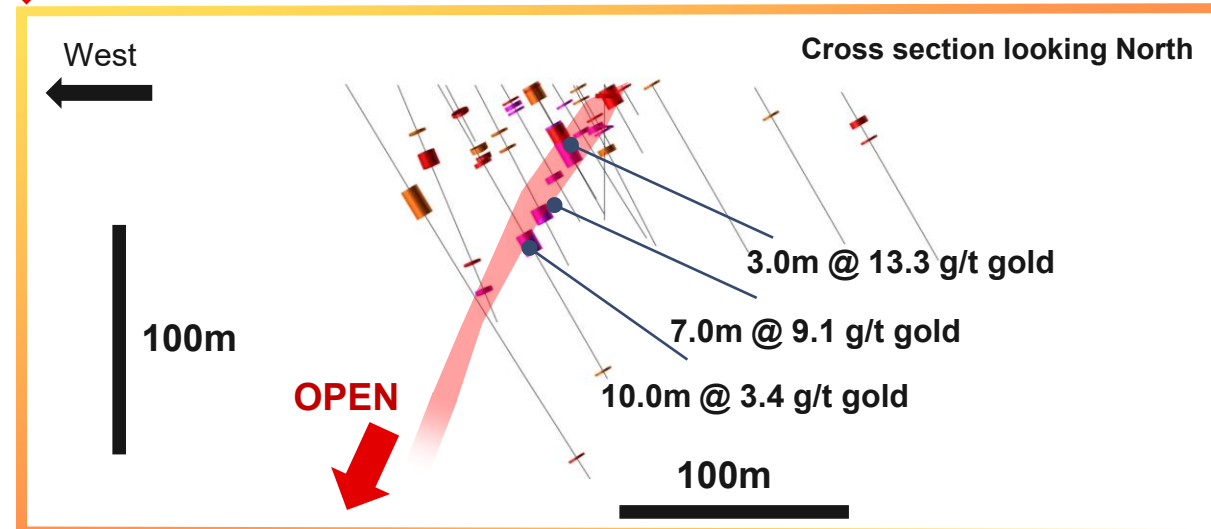 West
Cross section looking North
3.0m @ 13.3 g/t gold
100m
7.0m @ 9.1 g/t gold
OPEN
10.0m @ 3.4 g/t gold
100m